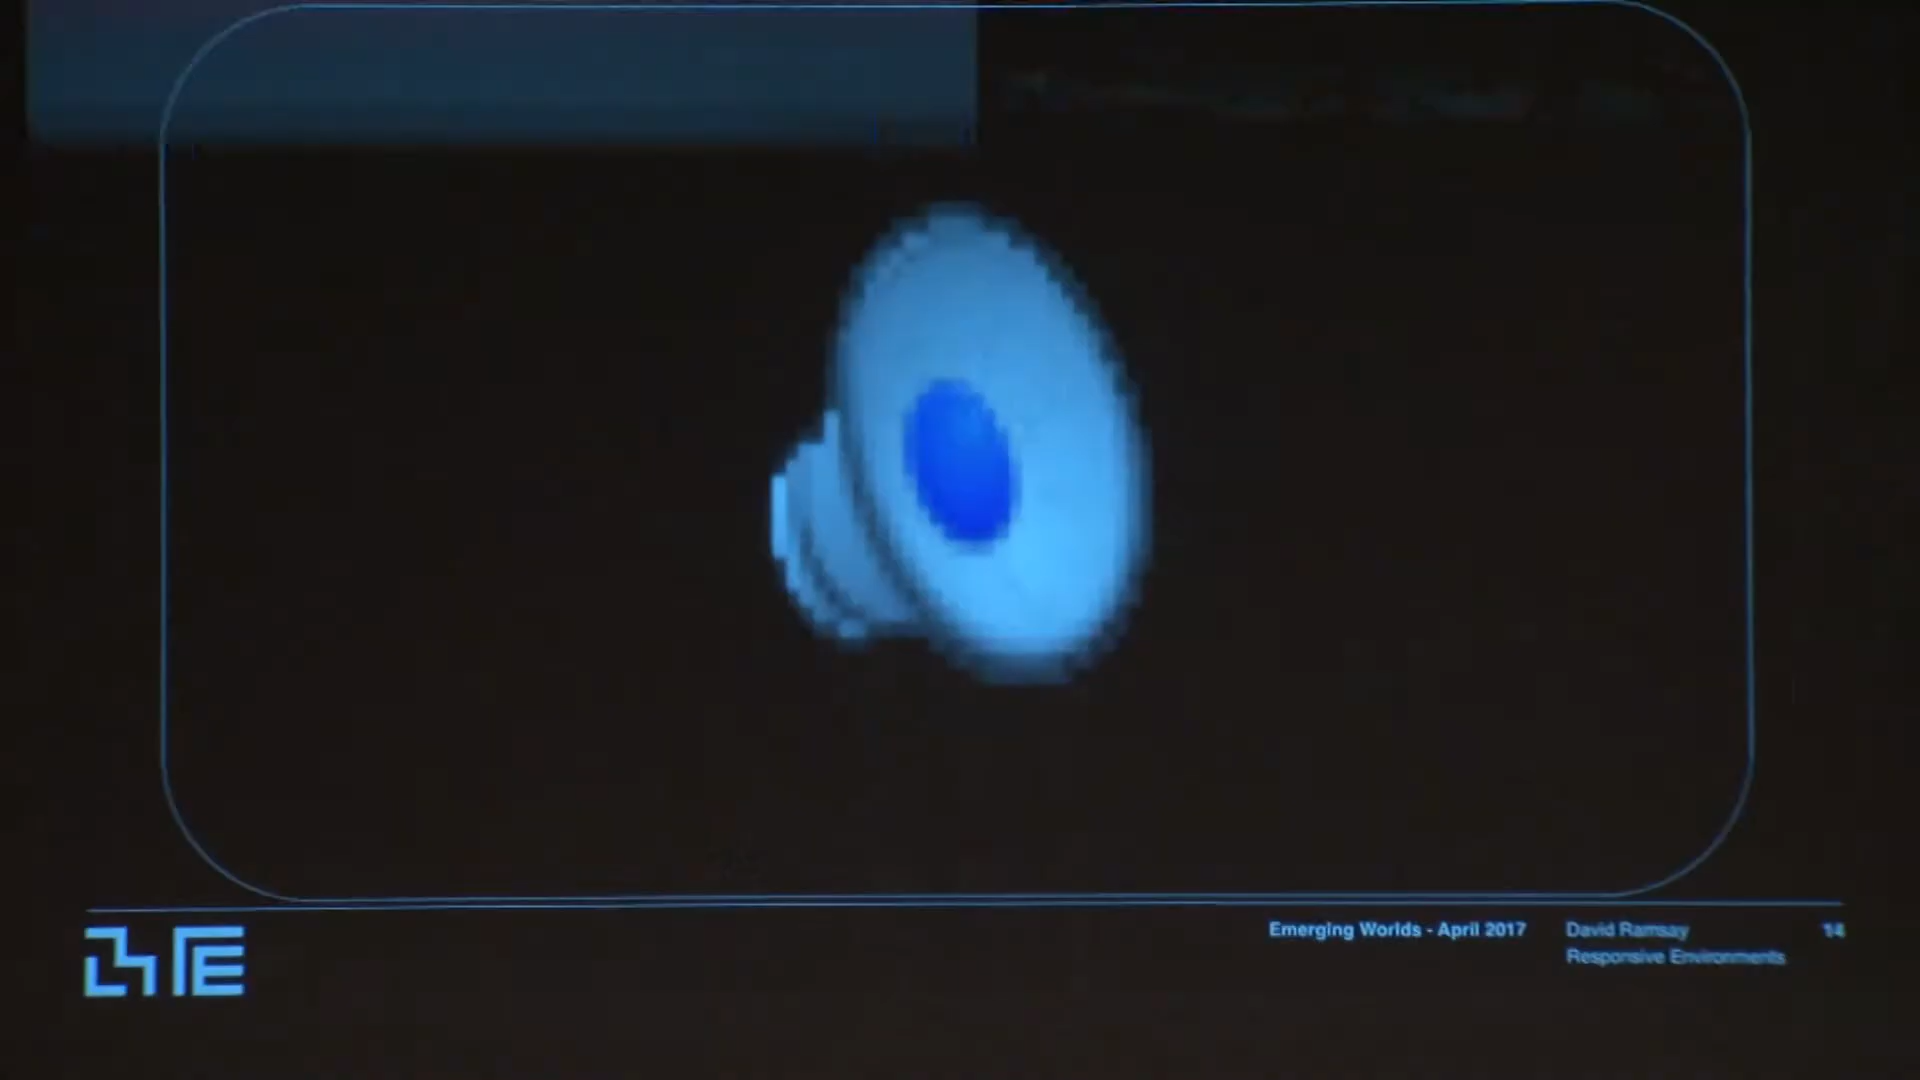 Emerging Worlds - April 2017
David Ramsay
14
Responsive Environments